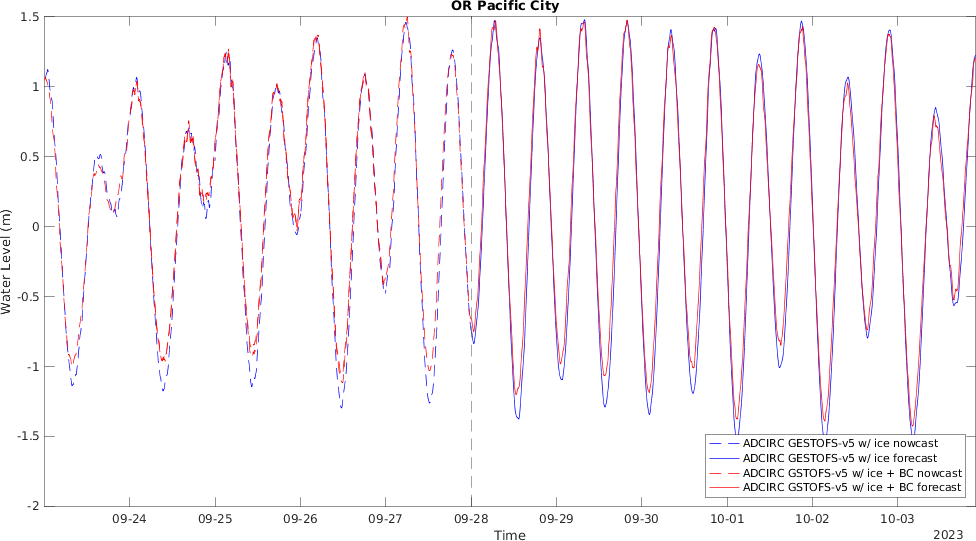 OR Pacific City
1.5
1
0.5
0
-0.5
-1
-1.5
-2
Water Level (m)
09-24
09-25
09-26
09-27
09-28
09-29
09-30
10-01
10-02
10-03
Time
2023
ADCIRC GESTOFS-v5 w/ ice nowcast
ADCIRC GESTOFS-v5 w/ ice forecast
ADCIRC GSTOFS-v5 w/ ice + BC nowcast
ADCIRC GSTOFS-v5 w/ ice + BC forecast